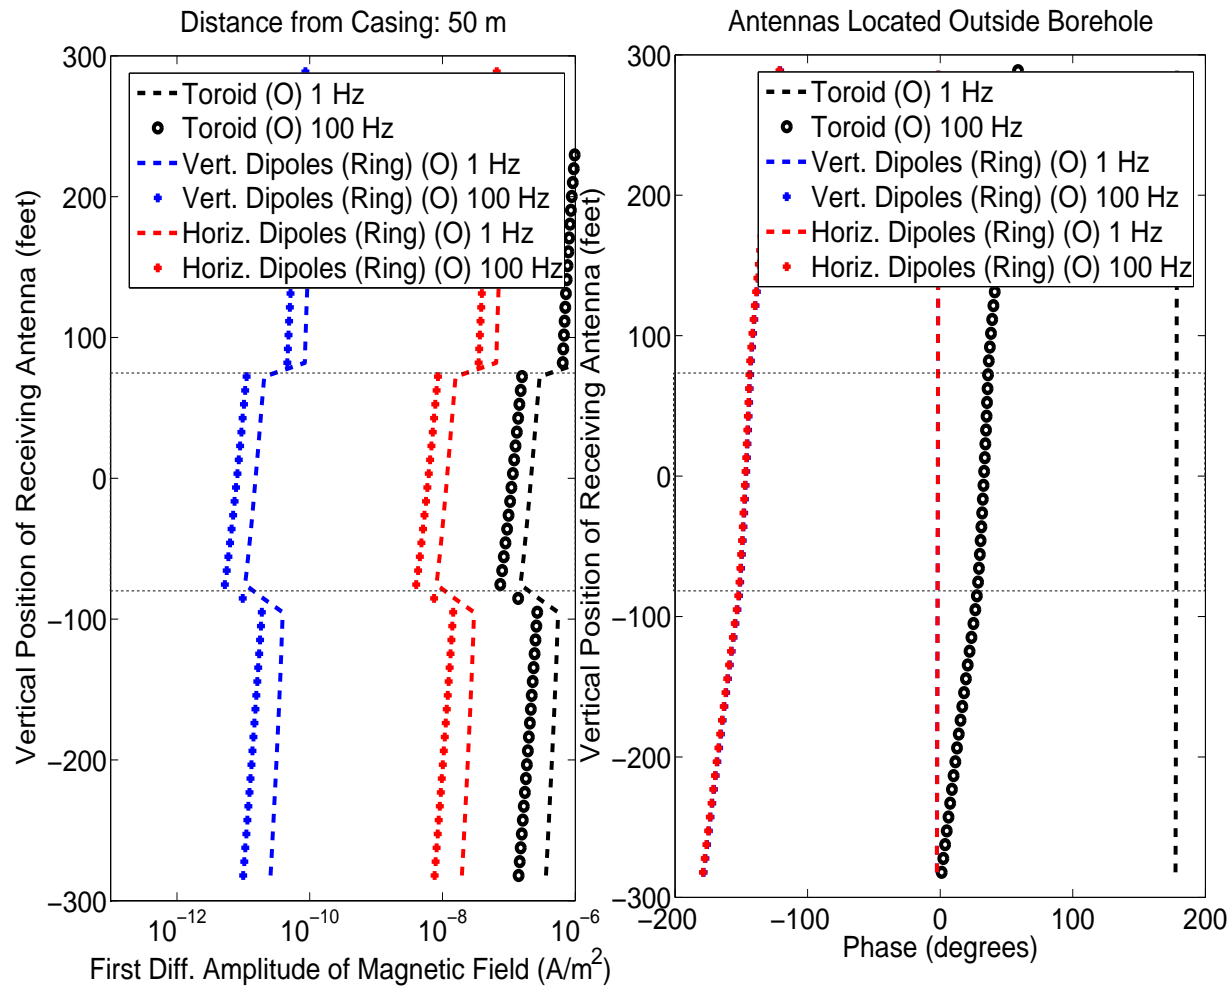 Distance from Casing: 50 m
Toroid (O) 1 Hz
Toroid (O) 100 Hz
Vert. Dipoles (Ring) (O) 1 Hz
Vert. Dipoles (Ring) (O) 100 Hz
Horiz. Dipoles (Ring) (O) 1 Hz
Horiz. Dipoles (Ring) (O) 100 Hz
Vertical Position of Receiving Antenna (feet)
300
200
100
0
−100
−200
−300
10^−12
10^−10
10^−8
10^−6
First Diff. Amplitude of Magnetic Field (A/m^2)
Antennas Located Outside Borehole
Toroid (O) 1 Hz
Toroid (O) 100 Hz
Vert. Dipoles (Ring) (O) 1 Hz
Vert. Dipoles (Ring) (O) 100 Hz
Horiz. Dipoles (Ring) (O) 1 Hz
Horiz. Dipoles (Ring) (O) 100 Hz
Vertical Position of Receiving Antenna (feet)
300
200
100
0
−100
−200
−300
−200
−100
0
100
200
Phase (degrees)